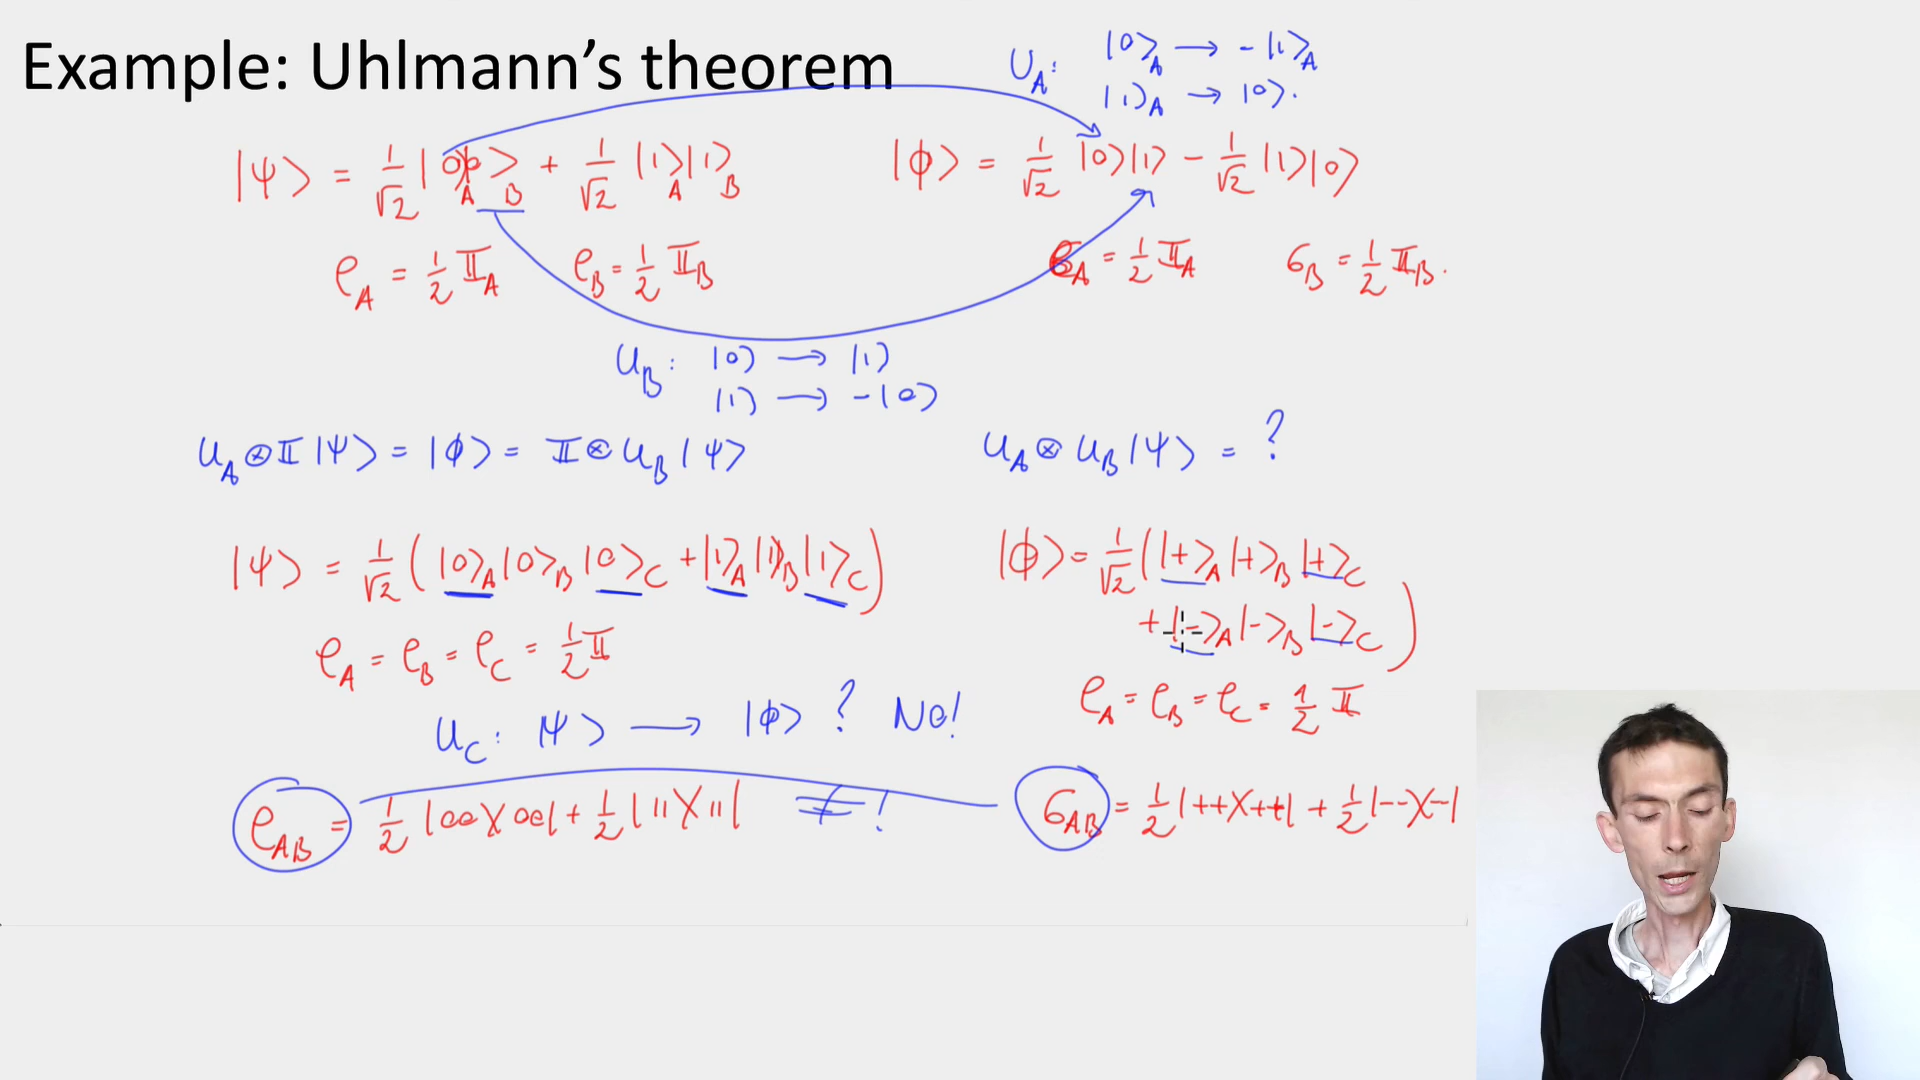 Example: Uhlmann's theorem
U_A: |0⟩_A → -|1⟩_A
|1⟩_A → |0⟩.
|ψ⟩ = 1/√2 |0⟩_A|0⟩_B + 1/√2 |1⟩_A|1⟩_B
|ϕ⟩ = 1/√2 |0⟩|1⟩ - 1/√2 |1⟩|0⟩
ρ_A = 1/2 𝕀_A ρ_B = 1/2 𝕀_B
σ_A = 1/2 𝕀_A σ_B = 1/2 𝕀_B.
U_B: |0⟩ → |1⟩
|1⟩ → -|0⟩
U_A ⊗ 𝕀 |ψ⟩ = |ϕ⟩ = 𝕀 ⊗ U_B |ψ⟩
U_A ⊗ U_B |ψ⟩ = ?
|ψ⟩ = 1/√2 (|0⟩_A|0⟩_B|0⟩_C + |1⟩_A|1⟩_B|1⟩_C)
|ϕ⟩ = 1/√2 (|+⟩_A|+⟩_B|+⟩_C
+ |-⟩_A|-⟩_B|-⟩_C)
ρ_A = ρ_B = ρ_C = 1/2 𝕀
ρ_A = ρ_B = ρ_C = 1/2 𝕀
U_C: |ψ⟩ → |ϕ⟩ ? No!
ρ_AB = 1/2 |00⟩⟨00| + 1/2 |11⟩⟨11| ≠ ! σ_AB = 1/2 |++⟩⟨++| + 1/2 |--⟩⟨--|